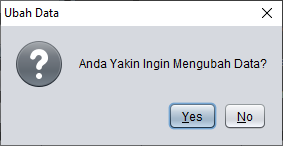 Ubah Data
Anda Yakin Ingin Mengubah Data?
Yes
No